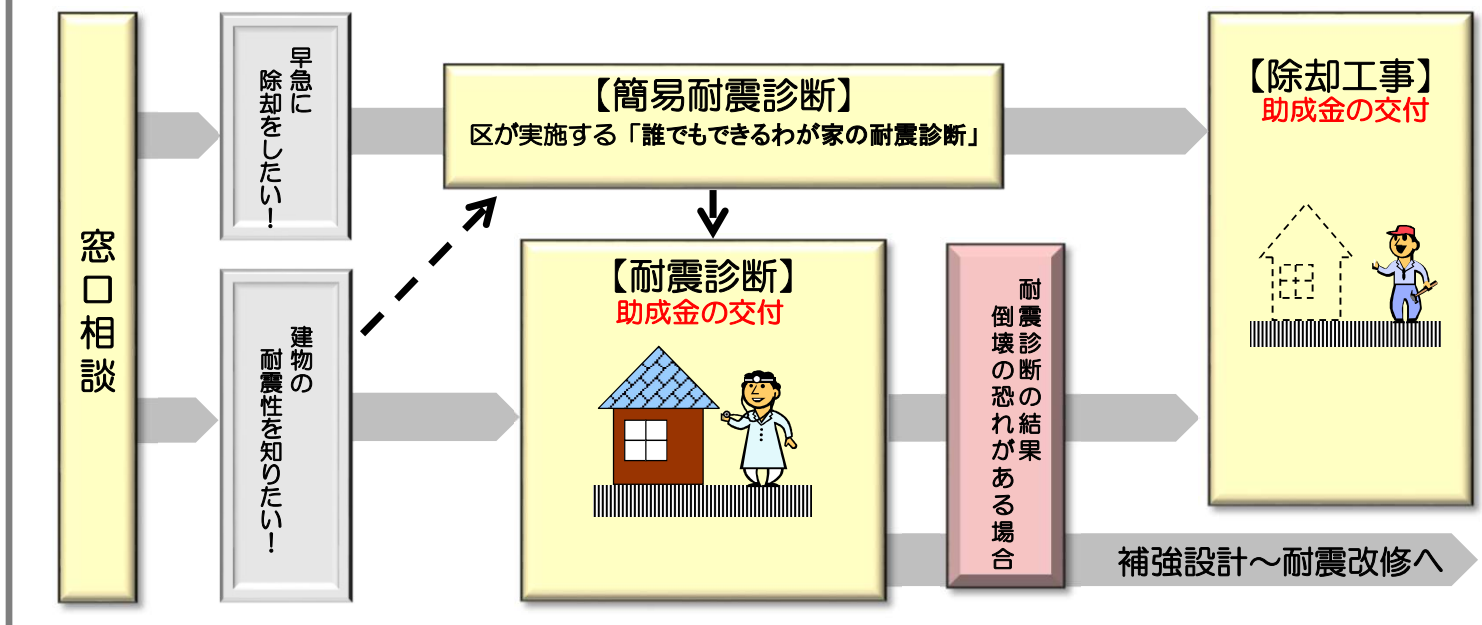 窓口相談
早急に
除却をしたい！
建物の
耐震性を知りたい！
【簡易耐震診断】
区が実施する「誰でもできるわが家の耐震診断」
【耐震診断】
助成金の交付
耐震診断の結果
倒壊の恐れがある場合
【除却工事】
助成金の交付
補強設計～耐震改修へ